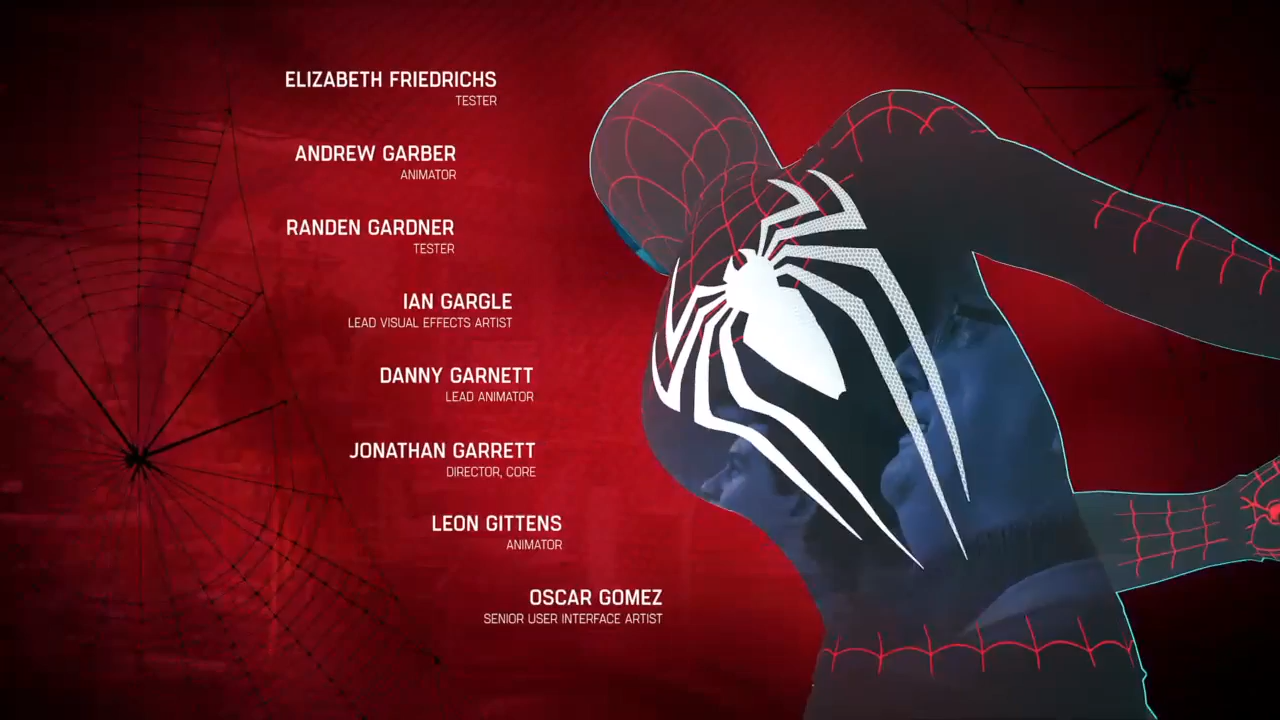 ELIZABETH FRIEDRICHS
TESTER
ANDREW GARBER
ANIMATOR
RANDEN GARDNER
TESTER
IAN GARGLE
LEAD VISUAL EFFECTS ARTIST
DANNY GARNETT
LEAD ANIMATOR
JONATHAN GARRETT
DIRECTOR, CORE
LEON GITTENS
ANIMATOR
OSCAR GOMEZ
SENIOR USER INTERFACE ARTIST